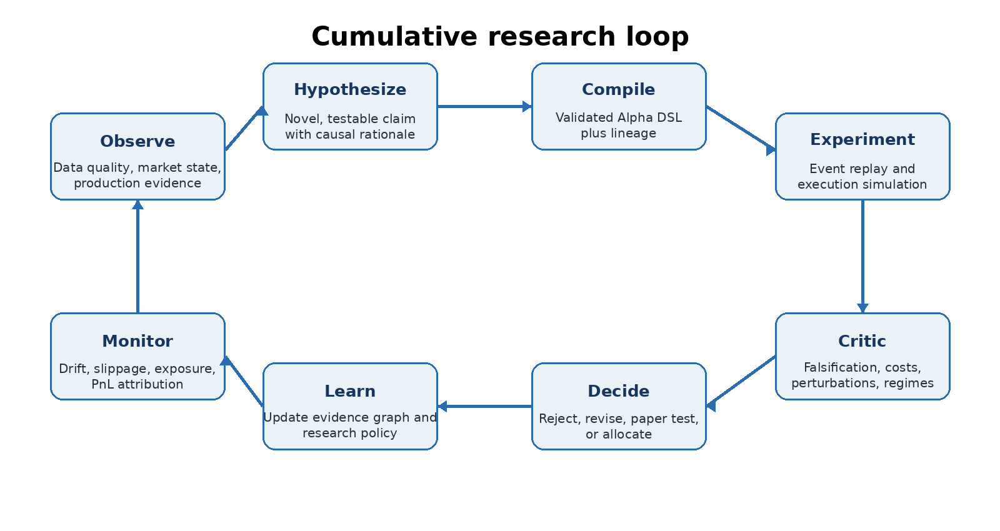 Cumulative research loop
Hypothesize
Novel, testable claim
with causal rationale
Compile
Validated Alpha DSL
plus lineage
Observe
Data quality, market state,
production evidence
Experiment
Event replay and
execution simulation
Monitor
Drift, slippage, exposure,
PnL attribution
Critic
Falsification, costs,
perturbations, regimes
Learn
Update evidence graph and
research policy
Decide
Reject, revise, paper test,
or allocate